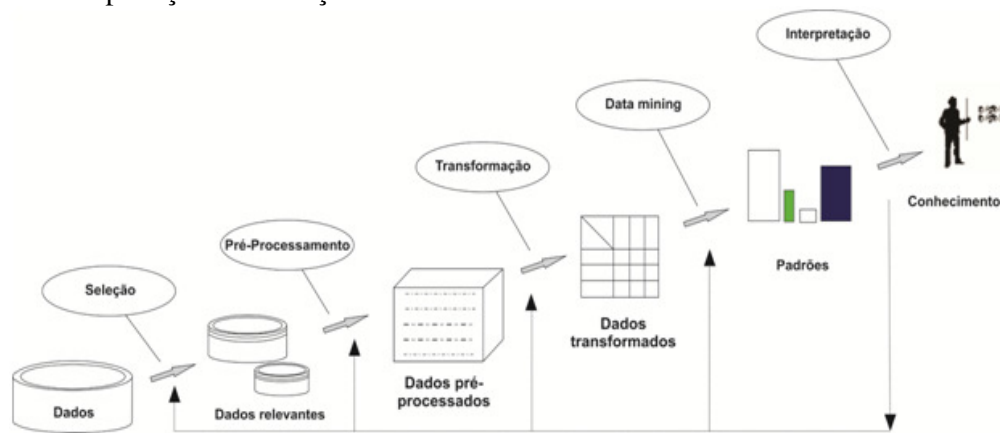 Interpretação
Data mining
Transformação
Pré-Processamento
Seleção
Conhecimento
Padrões
Dados
transformados
Dados pré-
processados
Dados relevantes
Dados